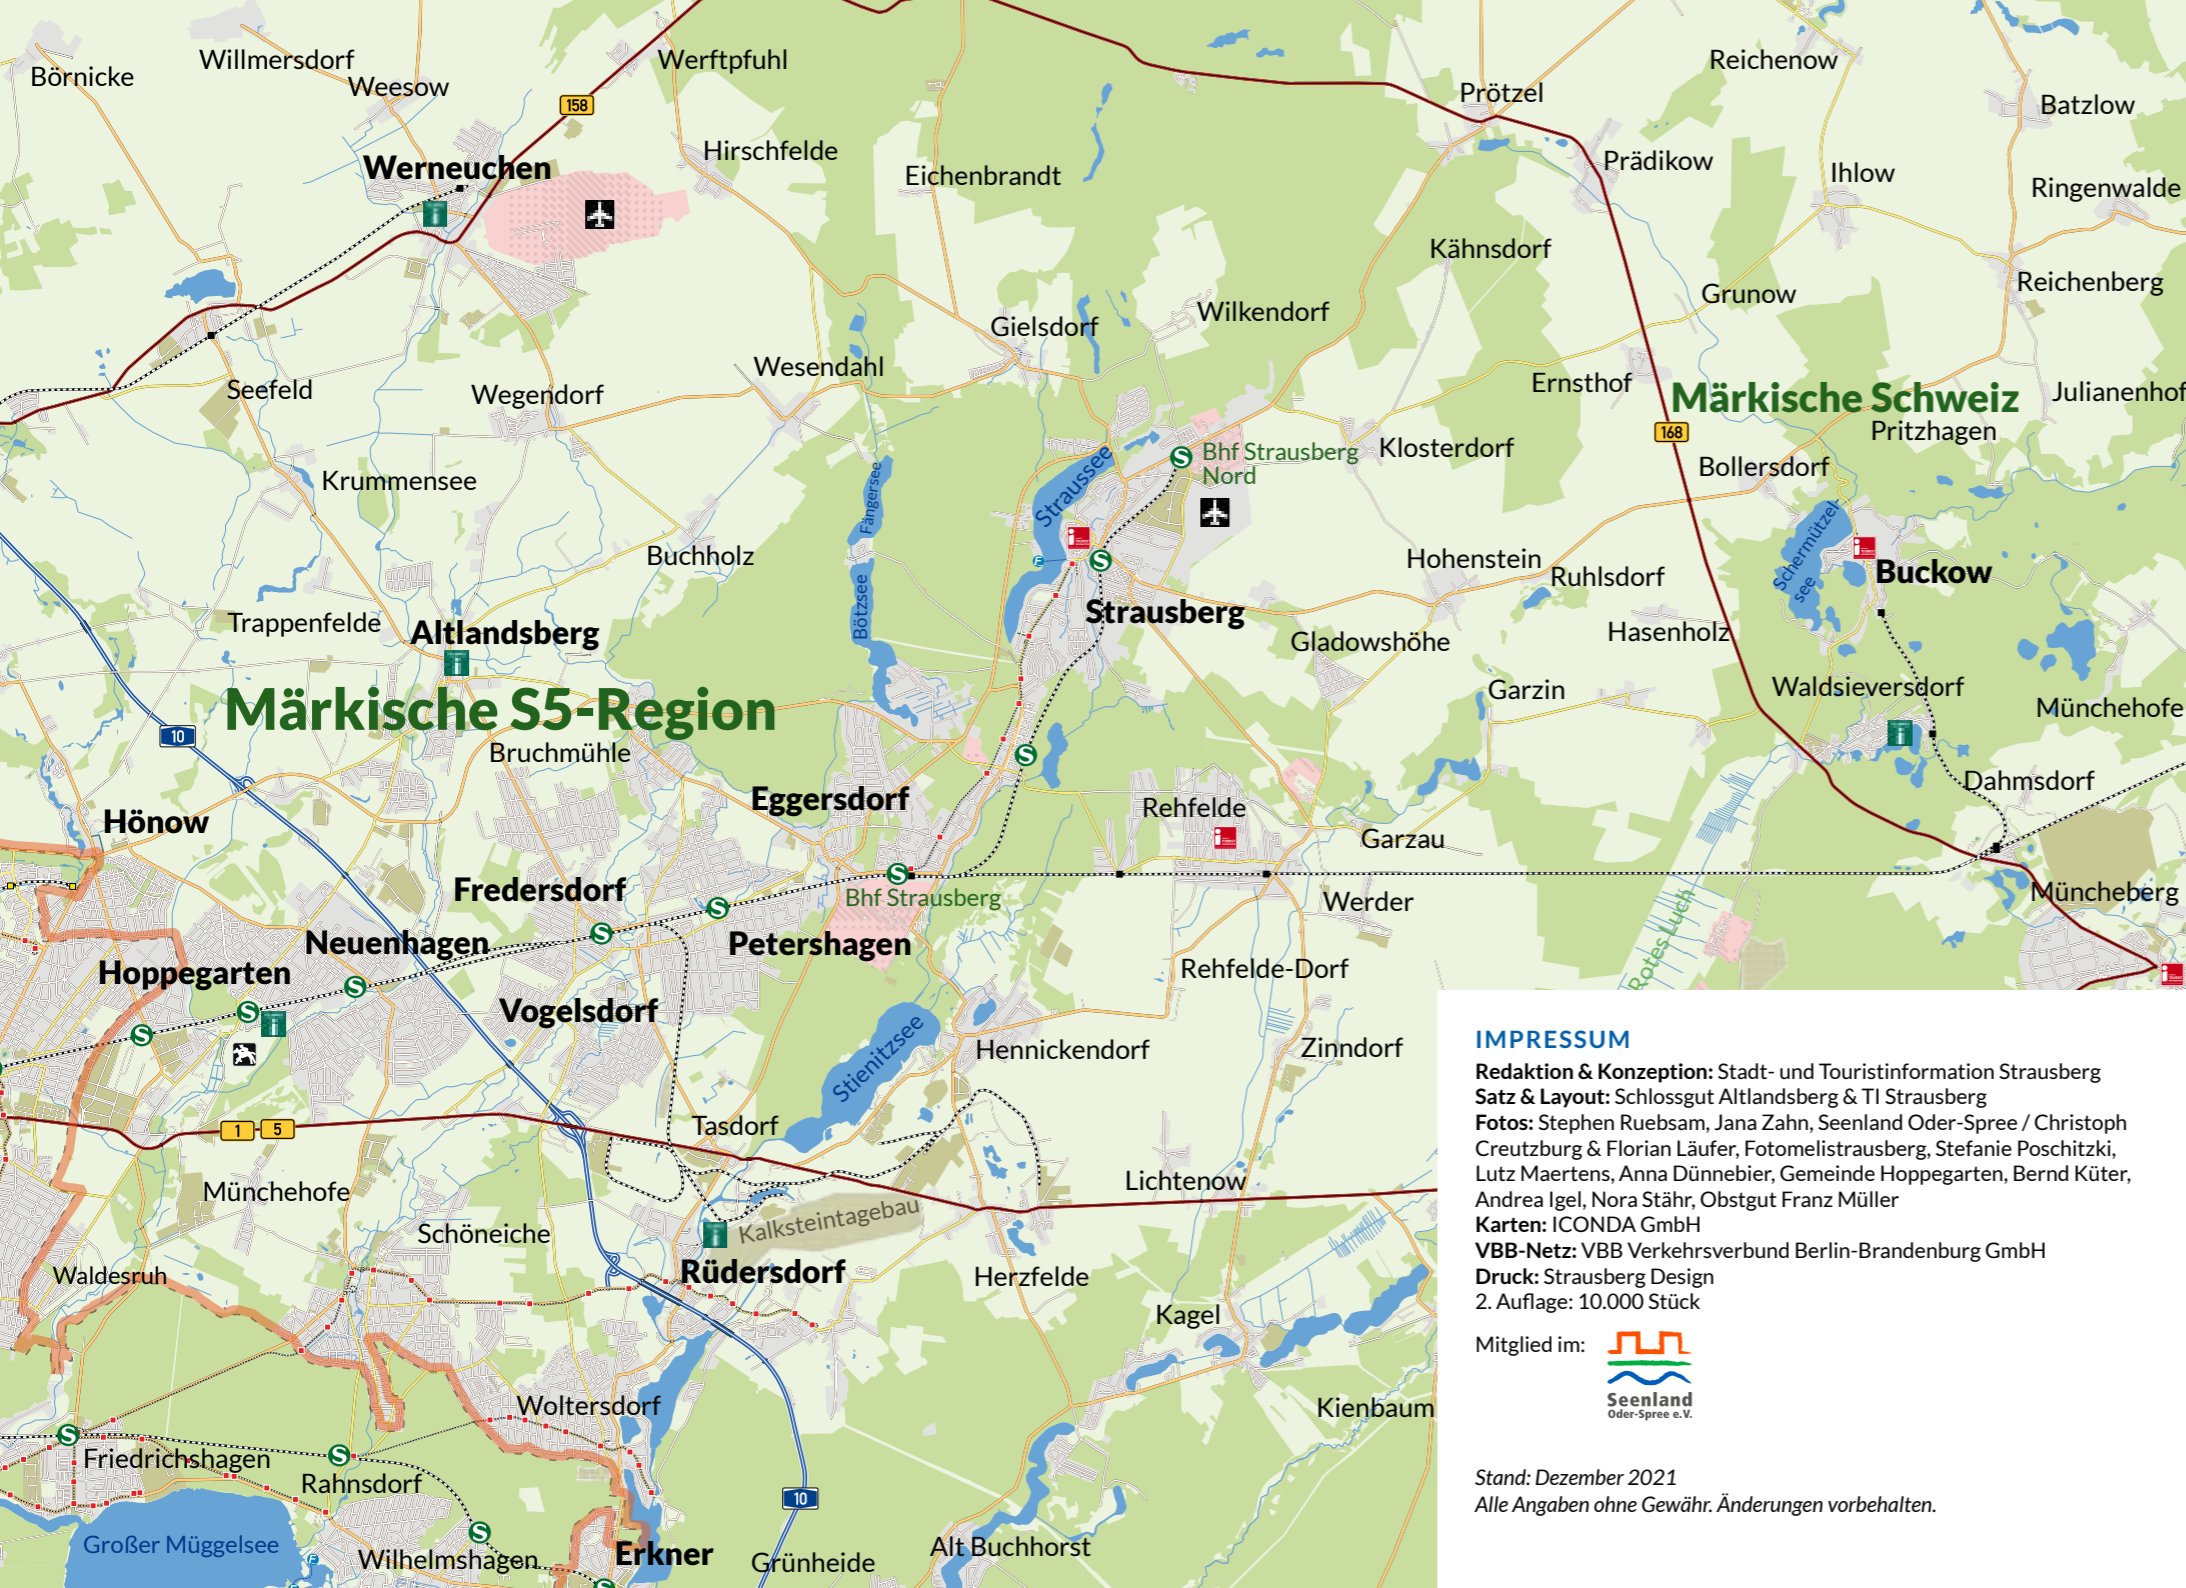 Börnicke
Willmersdorf
Weesow
Werftpfuhl
158
Prötzel
Reichenow
Batzlow
Werneuchen
Hirschfelde
Eichenbrandt
Prädikow
Ihlow
Ringenwalde
Kähnsdorf
Reichenberg
Grunow
Gielsdorf
Wilkendorf
Seefeld
Wegendorf
Wesendahl
Ernsthof
Märkische Schweiz
Julianenhof
168
Pritzhagen
Krummensee
Fängersee
Straussee
S
Bhf Strausberg
Nord
Klosterdorf
Bollersdorf
Buchholz
Hohenstein
Ruhlsdorf
Schermützel-
see
Buckow
Trappenfelde
Altlandsberg
Bötzsee
F
S
Strausberg
Gladowshöhe
Hasenholz
Märkische S5-Region
Garzin
Waldsieversdorf
Münchehofe
10
Bruchmühle
S
Dahmsdorf
Hönow
Eggersdorf
Rehfelde
Garzau
Fredersdorf
S
Bhf Strausberg
Werder
Müncheberg
Neuenhagen
S
S
Petershagen
Rotes Luch
Hoppegarten
S
S
S
Rehfelde-Dorf
Vogelsdorf
Stienitzsee
Hennickendorf
Zinndorf
1
5
Tasdorf
Münchehofe
Lichtenow
Schöneiche
Kalksteintagebau
Waldesruh
Rüdersdorf
Herzfelde
Kagel
Woltersdorf
Kienbaum
S
Friedrichshagen
S
Rahnsdorf
10
Großer Müggelsee
F
S
Wilhelmshagen
Erkner
Grünheide
Alt Buchhorst
S
IMPRESSUM
Redaktion & Konzeption: Stadt- und Touristinformation Strausberg
Satz & Layout: Schlossgut Altlandsberg & TI Strausberg
Fotos: Stephen Ruebsam, Jana Zahn, Seenland Oder-Spree / Christoph
Creutzburg & Florian Läufer, Fotomelistrausberg, Stefanie Poschitzki,
Lutz Maertens, Anna Dünnebier, Gemeinde Hoppegarten, Bernd Küter,
Andrea Igel, Nora Stähr, Obstgut Franz Müller
Karten: ICONDA GmbH
VBB-Netz: VBB Verkehrsverbund Berlin-Brandenburg GmbH
Druck: Strausberg Design
2. Auflage: 10.000 Stück
Mitglied im:
Seenland
Oder-Spree e.V.
Stand: Dezember 2021
Alle Angaben ohne Gewähr. Änderungen vorbehalten.